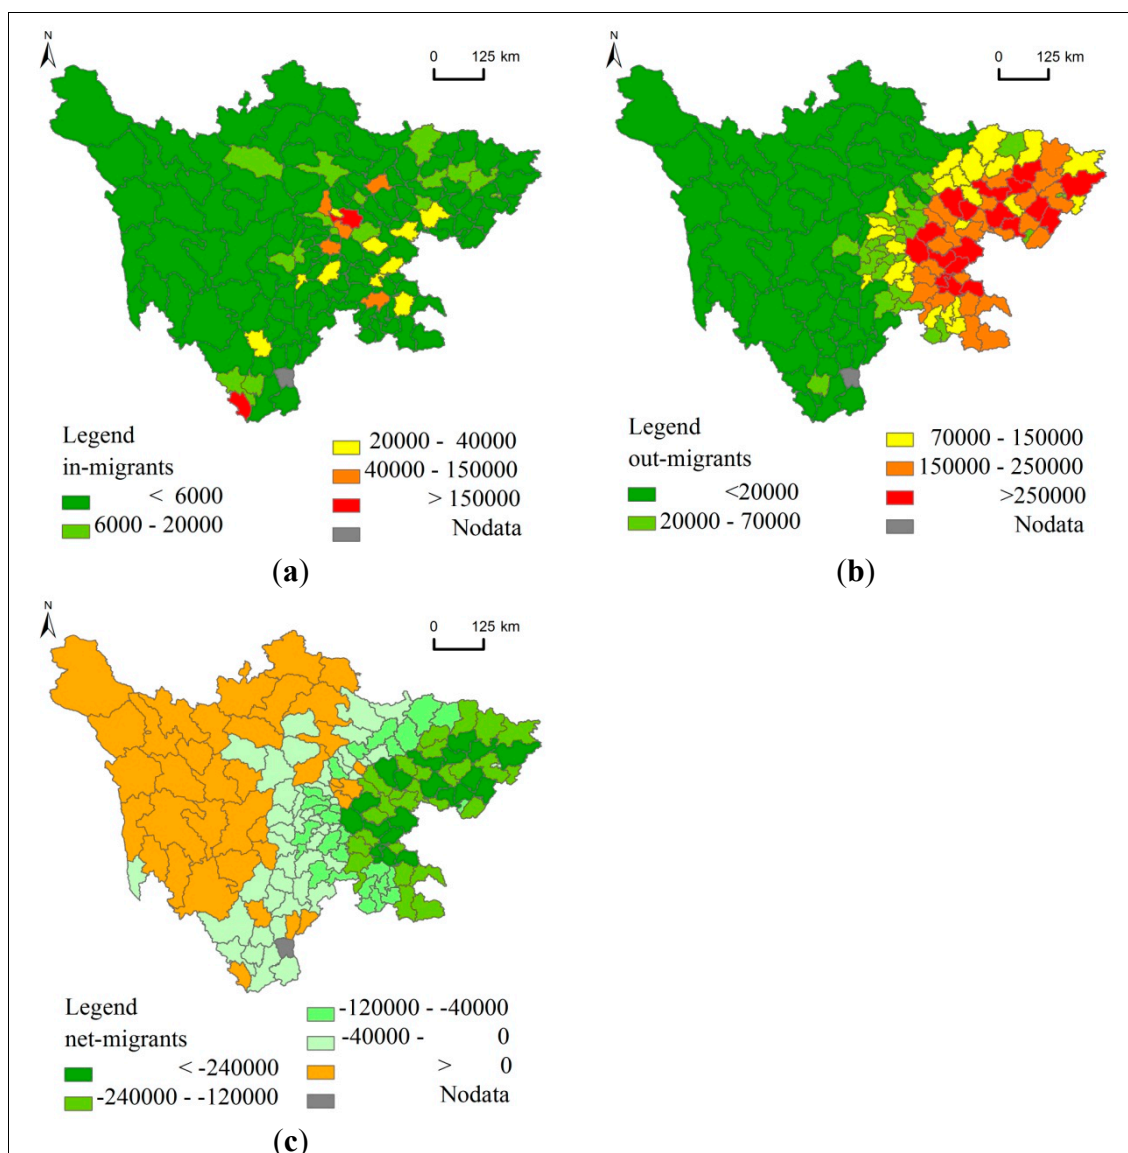 N
0 125 km
Legend
in-migrants
< 6000
6000 - 20000
20000 - 40000
40000 - 150000
> 150000
Nodata
(a)
N
0 125 km
Legend
out-migrants
<20000
20000 - 70000
70000 - 150000
150000 - 250000
>250000
Nodata
(b)
N
0 125 km
Legend
net-migrants
< -240000
-240000 - -120000
-120000 - -40000
-40000 - 0
> 0
Nodata
(c)